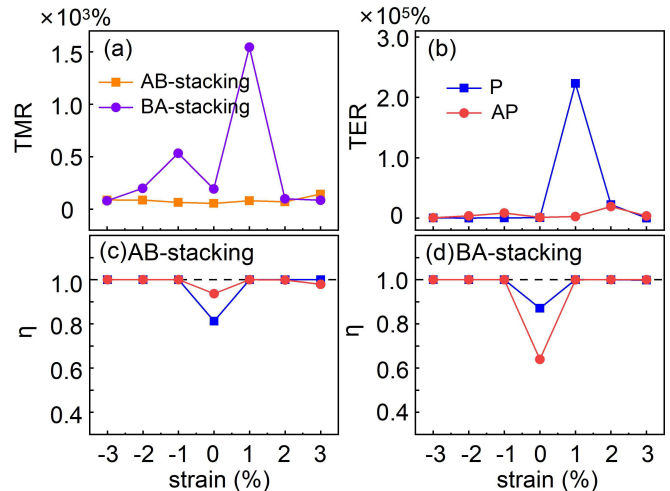 ×10³%
(a)
AB-stacking
BA-stacking
TMR
1.5
1.0
0.5
0
×10⁵%
(b)
P
AP
TER
3.0
2.0
1.0
0
(c)AB-stacking
η
1.0
0.8
0.6
0.4
-3 -2 -1 0 1 2 3
strain (%)
(d)BA-stacking
η
1.0
0.8
0.6
0.4
-3 -2 -1 0 1 2 3
strain (%)